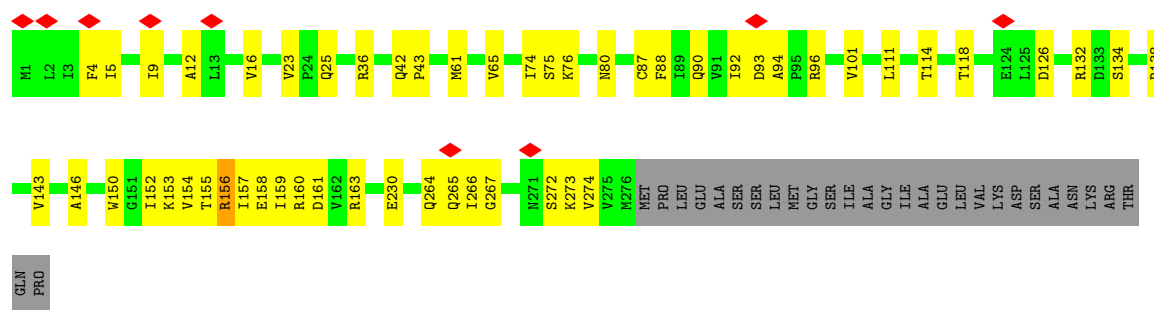 M1 L2 I3 F4 I5 I9 A12 L13 V16 V23 P24 Q25 R36 Q42 P43 M61 V65 I74 S75 K76 N80 C87 F88 I89 Q90 V91 I92 D93 A94 P95 R96 V101 L111 T114 T118 E124 L125 D126 R132 D133 S134
V143 A146 W150 G151 I152 K153 V154 T155 R156 I157 E158 I159 R160 D161 V162 R163 E230 Q264 Q265 I266 G267 N271 S272 K273 V274 V275 M276 MET PRO LEU GLU ALA SER SER LEU MET GLY SER ILE ALA GLY ILE ALA GLU LEU VAL LYS ASP SER ALA ASN LYS ARG THR
GLN PRO